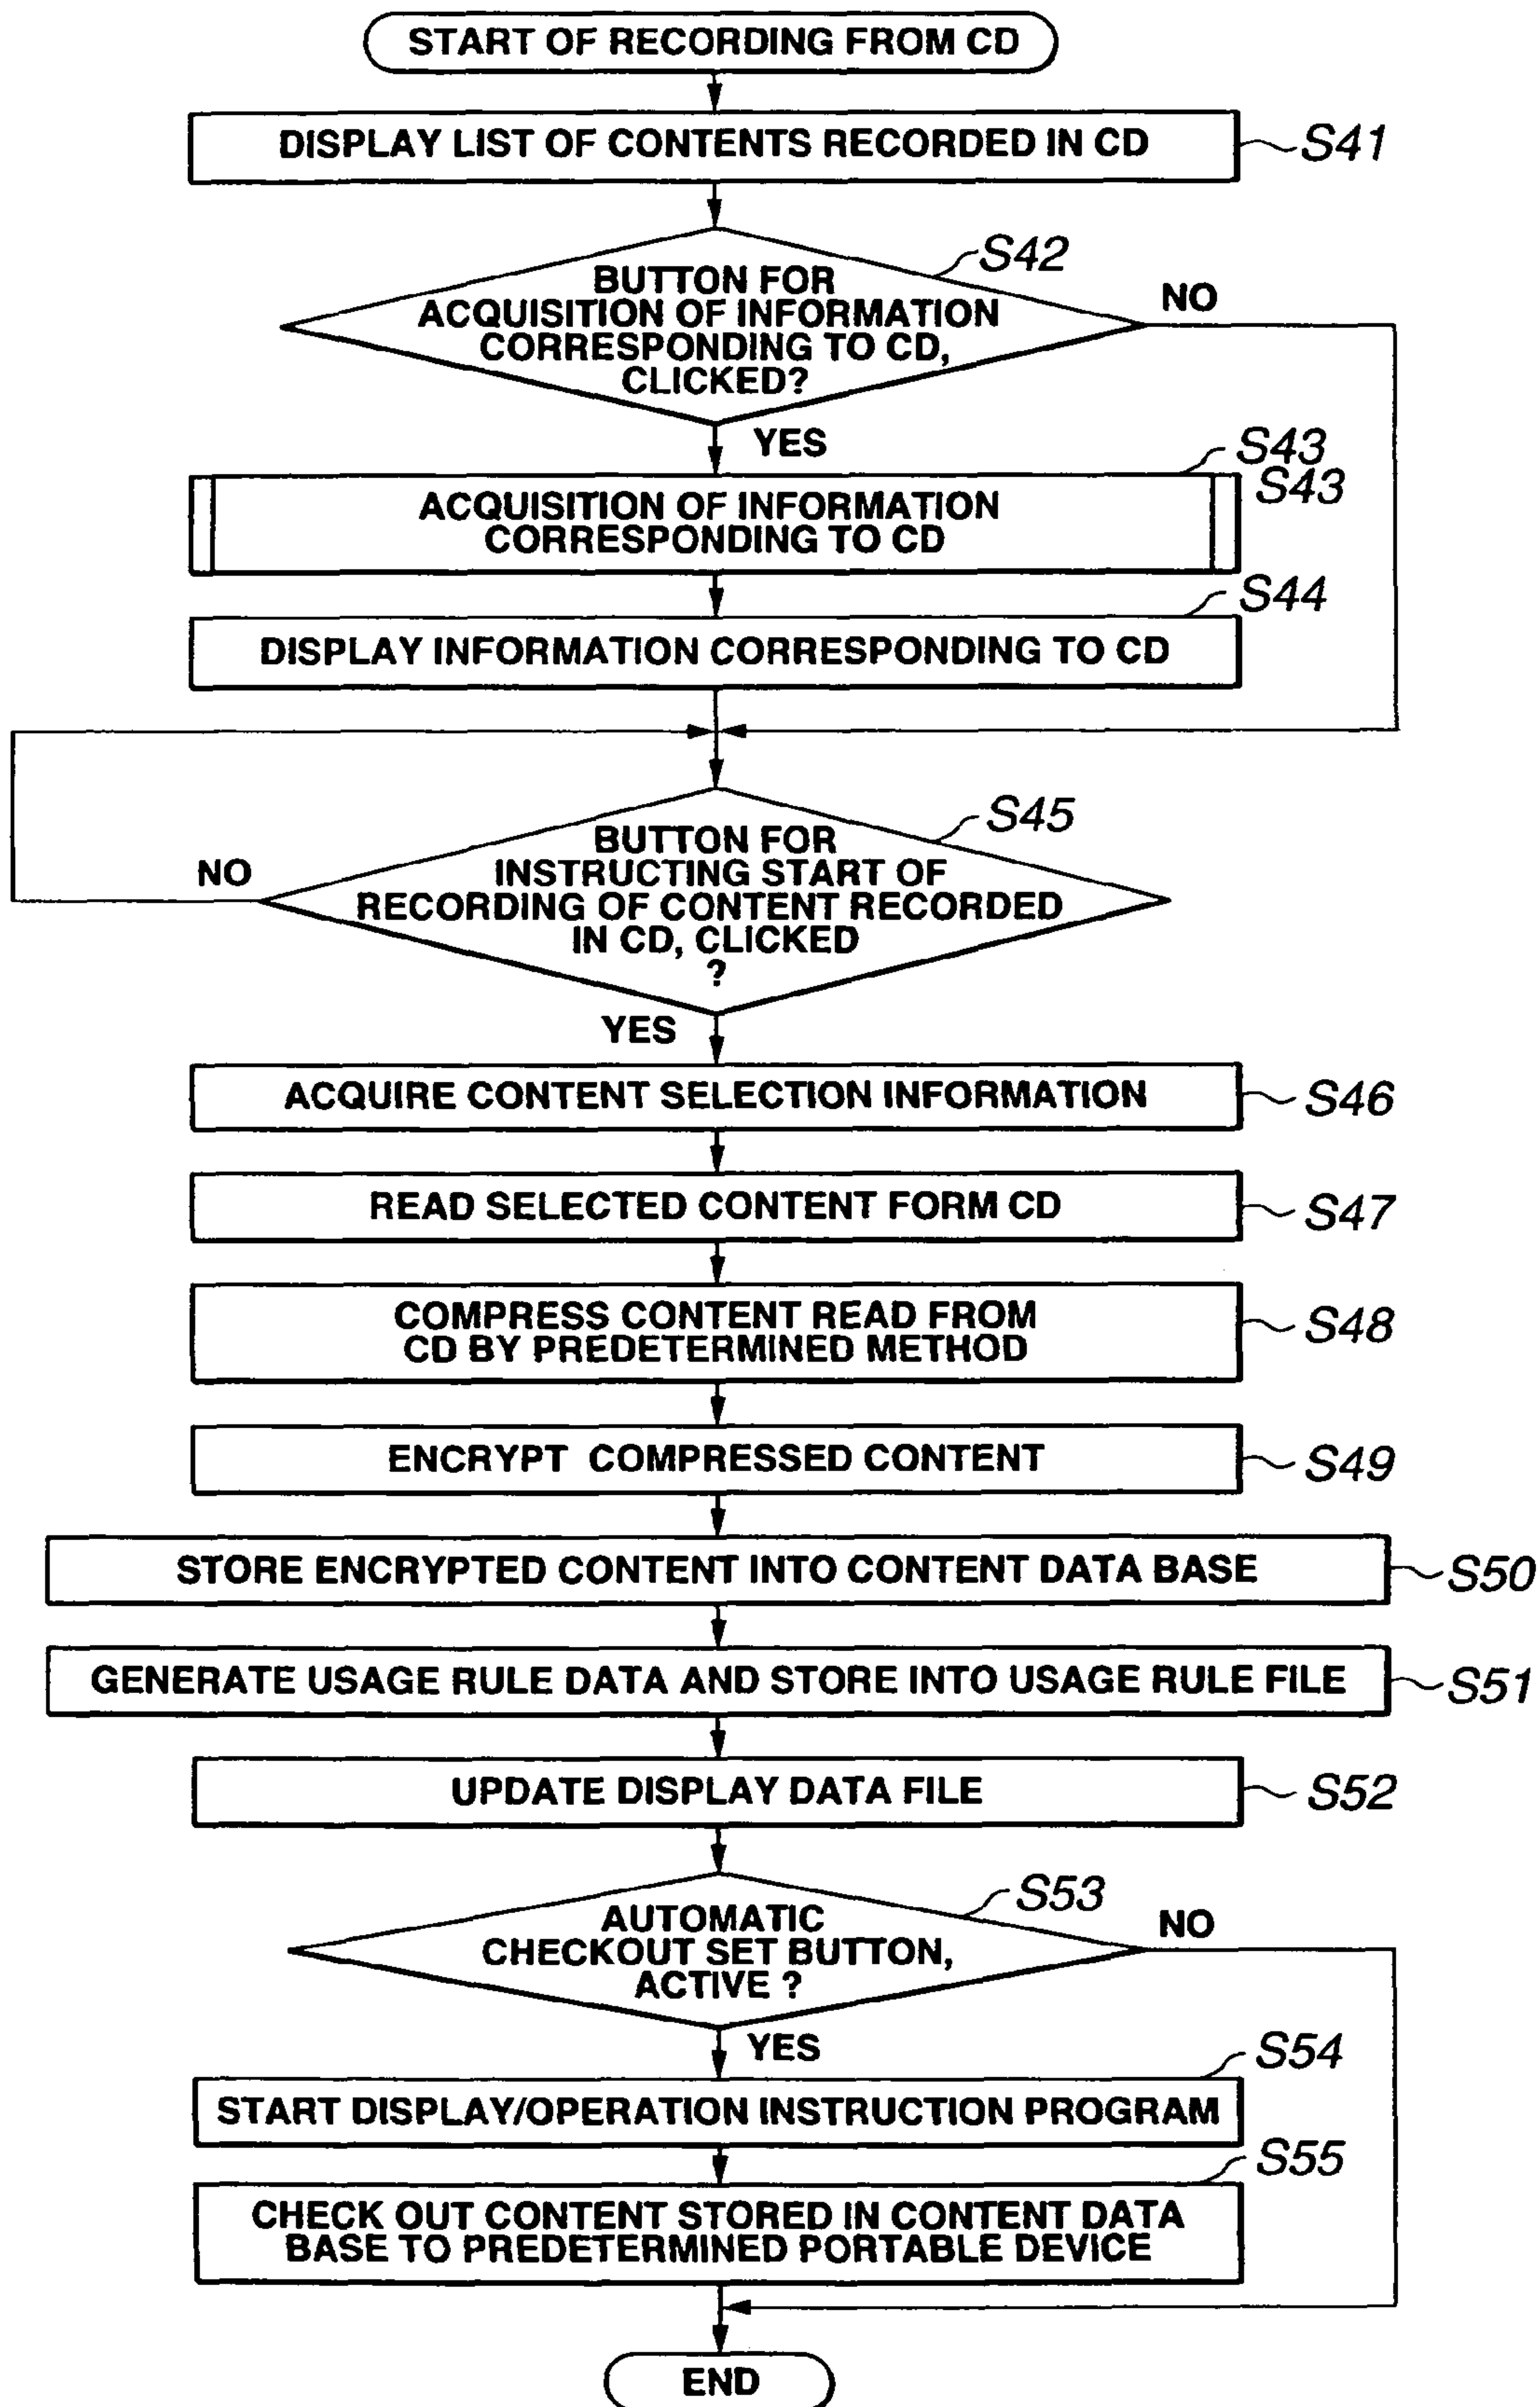 START OF RECORDING FROM CD
DISPLAY LIST OF CONTENTS RECORDED IN CD
S41
S42
BUTTON FOR
ACQUISITION OF INFORMATION
CORRESPONDING TO CD,
CLICKED?
NO
YES
S43
S43
ACQUISITION OF INFORMATION
CORRESPONDING TO CD
S44
DISPLAY INFORMATION CORRESPONDING TO CD
S45
BUTTON FOR
INSTRUCTING START OF
RECORDING OF CONTENT RECORDED
IN CD, CLICKED
?
NO
YES
ACQUIRE CONTENT SELECTION INFORMATION
S46
READ SELECTED CONTENT FORM CD
S47
COMPRESS CONTENT READ FROM
CD BY PREDETERMINED METHOD
S48
ENCRYPT COMPRESSED CONTENT
S49
STORE ENCRYPTED CONTENT INTO CONTENT DATA BASE
S50
GENERATE USAGE RULE DATA AND STORE INTO USAGE RULE FILE
S51
UPDATE DISPLAY DATA FILE
S52
S53
AUTOMATIC
CHECKOUT SET BUTTON,
ACTIVE ?
NO
YES
S54
START DISPLAY/OPERATION INSTRUCTION PROGRAM
S55
CHECK OUT CONTENT STORED IN CONTENT DATA
BASE TO PREDETERMINED PORTABLE DEVICE
END